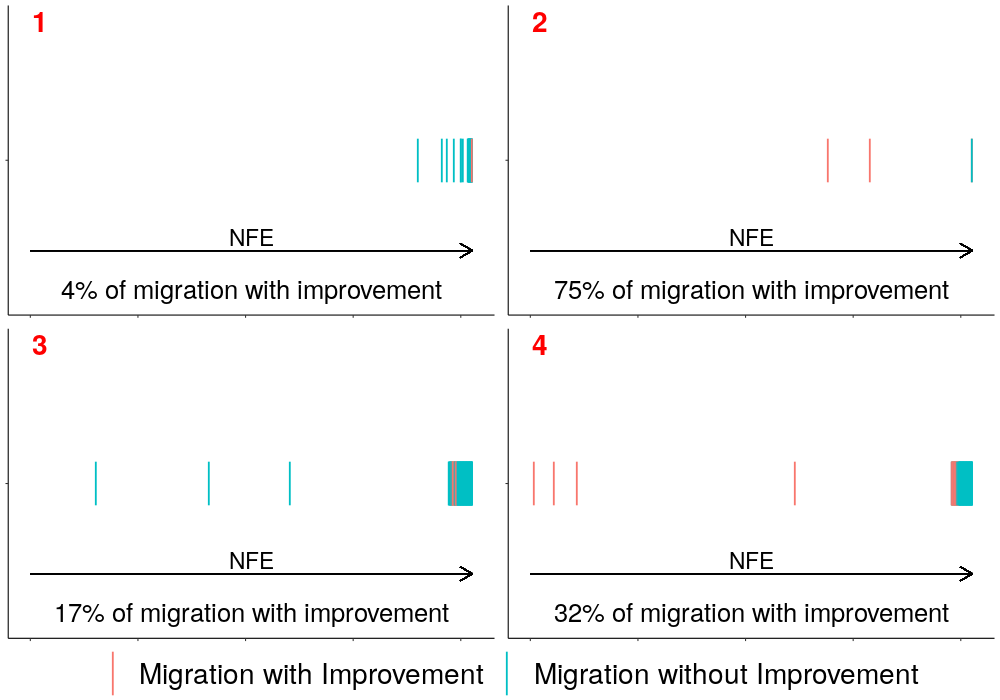 1
NFE
4% of migration with improvement
2
NFE
75% of migration with improvement
3
NFE
17% of migration with improvement
4
NFE
32% of migration with improvement
Migration with Improvement
Migration without Improvement